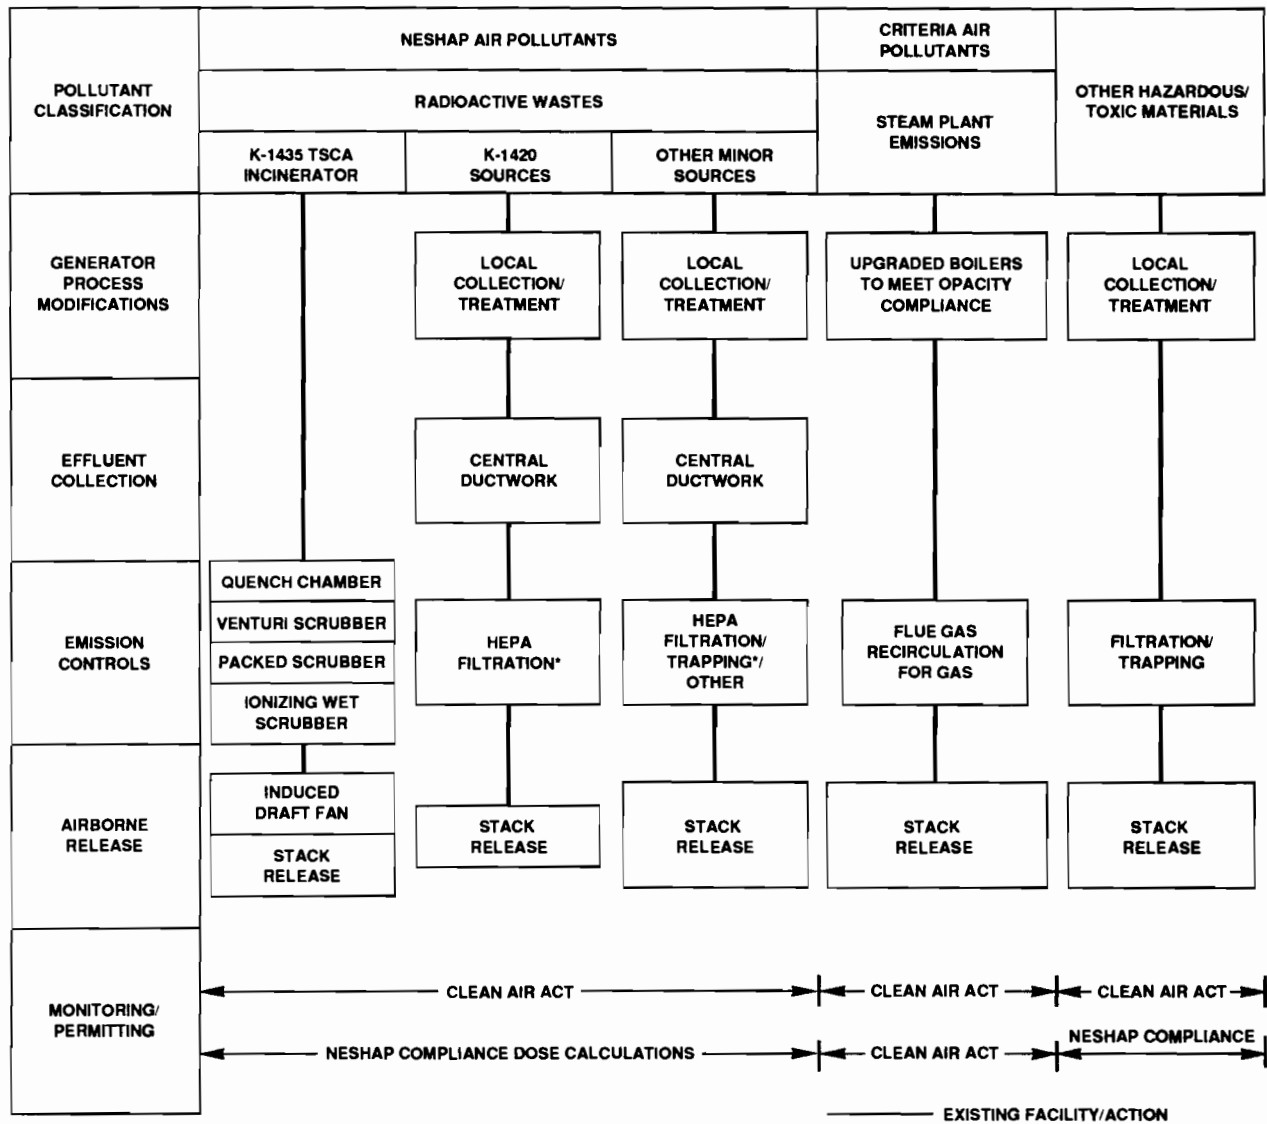 NESHAP AIR POLLUTANTS
CRITERIA AIR
POLLUTANTS
POLLUTANT
CLASSIFICATION
RADIOACTIVE WASTES
STEAM PLANT
EMISSIONS
OTHER HAZARDOUS/
TOXIC MATERIALS
K-1435 TSCA
INCINERATOR
K-1420
SOURCES
OTHER MINOR
SOURCES
GENERATOR
PROCESS
MODIFICATIONS
LOCAL
COLLECTION/
TREATMENT
LOCAL
COLLECTION/
TREATMENT
UPGRADED BOILERS
TO MEET OPACITY
COMPLIANCE
LOCAL
COLLECTION/
TREATMENT
EFFLUENT
COLLECTION
CENTRAL
DUCTWORK
CENTRAL
DUCTWORK
EMISSION
CONTROLS
QUENCH CHAMBER
VENTURI SCRUBBER
PACKED SCRUBBER
IONIZING WET
SCRUBBER
HEPA
FILTRATION*
HEPA
FILTRATION/
TRAPPING*/
OTHER
FLUE GAS
RECIRCULATION
FOR GAS
FILTRATION/
TRAPPING
AIRBORNE
RELEASE
INDUCED
DRAFT FAN
STACK
RELEASE
STACK
RELEASE
STACK
RELEASE
STACK
RELEASE
STACK
RELEASE
MONITORING/
PERMITTING
CLEAN AIR ACT
CLEAN AIR ACT
CLEAN AIR ACT
NESHAP COMPLIANCE DOSE CALCULATIONS
CLEAN AIR ACT
NESHAP COMPLIANCE
EXISTING FACILITY/ACTION